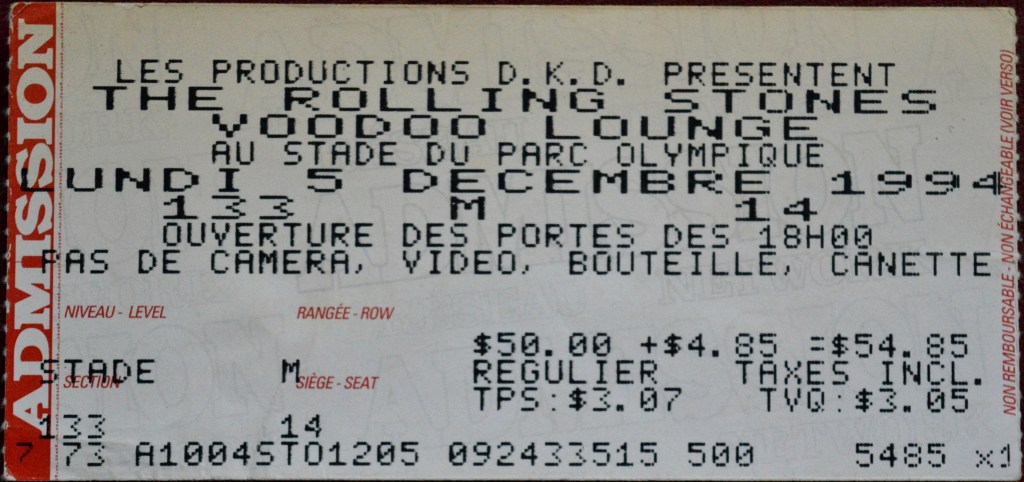 ADMISSION
LES PRODUCTIONS D.K.D. PRESENTENT
THE ROLLING STONES
VOODOO LOUNGE
AU STADE DU PARC OLYMPIQUE
LUNDI 5 DECEMBRE 1994
133 M 14
OUVERTURE DES PORTES DES 18H00
PAS DE CAMERA, VIDEO, BOUTEILLE, CANETTE
NIVEAU - LEVEL RANGÉE - ROW
$50.00 +$4.85 =$54.85
STADE M REGULIER TAXES INCL.
SECTION SIÈGE - SEAT
TPS:$3.07 TVQ:$3.05
133 14
7 73 A1004STO1205 092433515 500 5485 x1
NON REMBOURSABLE - NON ÉCHANGEABLE (VOIR VERSO)